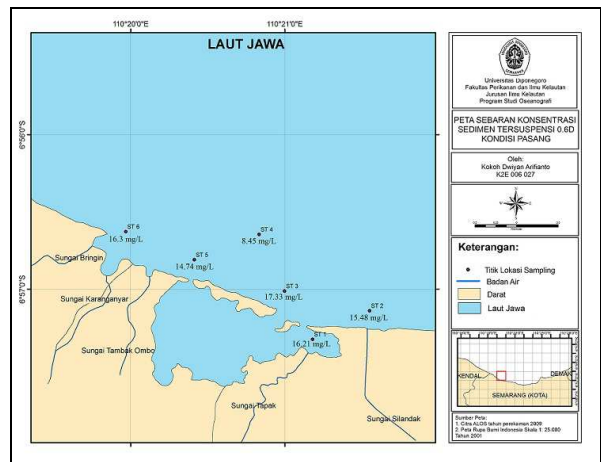 110°20'0"E
110°21'0"E
LAUT JAWA
6°56'0"S
6°57'0"S
ST 6
16.3 mg/L
ST 4
8.45 mg/L
ST 5
14.74 mg/L
ST 3
17.33 mg/L
ST 2
15.48 mg/L
ST 1
16.21 mg/L
Sungai Bringin
Sungai Karanganyar
Sungai Tambak Ombo
Sungai Tapak
Sungai Silandak
Universitas Diponegoro
Fakultas Perikanan dan Ilmu Kelautan
Jurusan Ilmu Kelautan
Program Studi Oseanografi
PETA SEBARAN KONSENTRASI
SEDIMEN TERSUSPENSI 0.6D
KONDISI PASANG
Oleh:
Kokoh Dwiyan Arifianto
K2E 006 027
Keterangan:
Titik Lokasi Sampling
Badan Air
Darat
Laut Jawa
KENDAL
DEMAK
SEMARANG (KOTA)
Sumber Peta:
1. Citra ALOS tahun perekaman 2009
2. Peta Rupa Bumi Indonesia Skala 1: 25.000
Tahun 2001